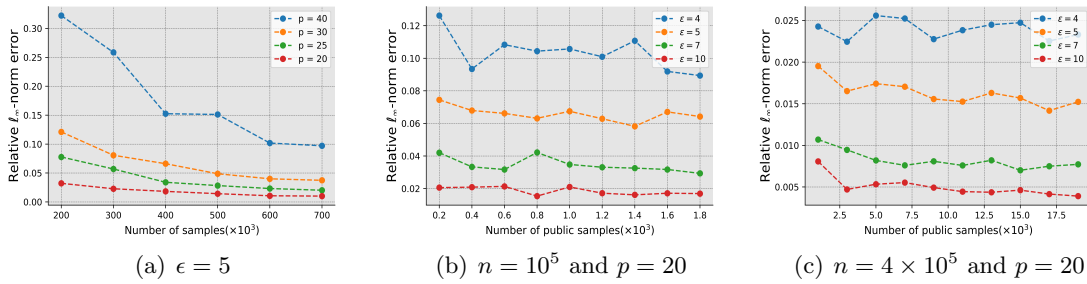 Relative ℓ∞-norm error
0.30
0.25
0.20
0.15
0.10
0.05
0.00
p = 40
p = 30
p = 25
p = 20
200 300 400 500 600 700
Number of samples(×10³)
(a) ϵ = 5
Relative ℓ∞-norm error
0.12
0.10
0.08
0.06
0.04
0.02
ε = 4
ε = 5
ε = 7
ε = 10
0.2 0.4 0.6 0.8 1.0 1.2 1.4 1.6 1.8
Number of public samples(×10³)
(b) n = 10⁵ and p = 20
Relative ℓ∞-norm error
0.025
0.020
0.015
0.010
0.005
ε = 4
ε = 5
ε = 7
ε = 10
2.5 5.0 7.5 10.0 12.5 15.0 17.5
Number of public samples(×10³)
(c) n = 4 × 10⁵ and p = 20